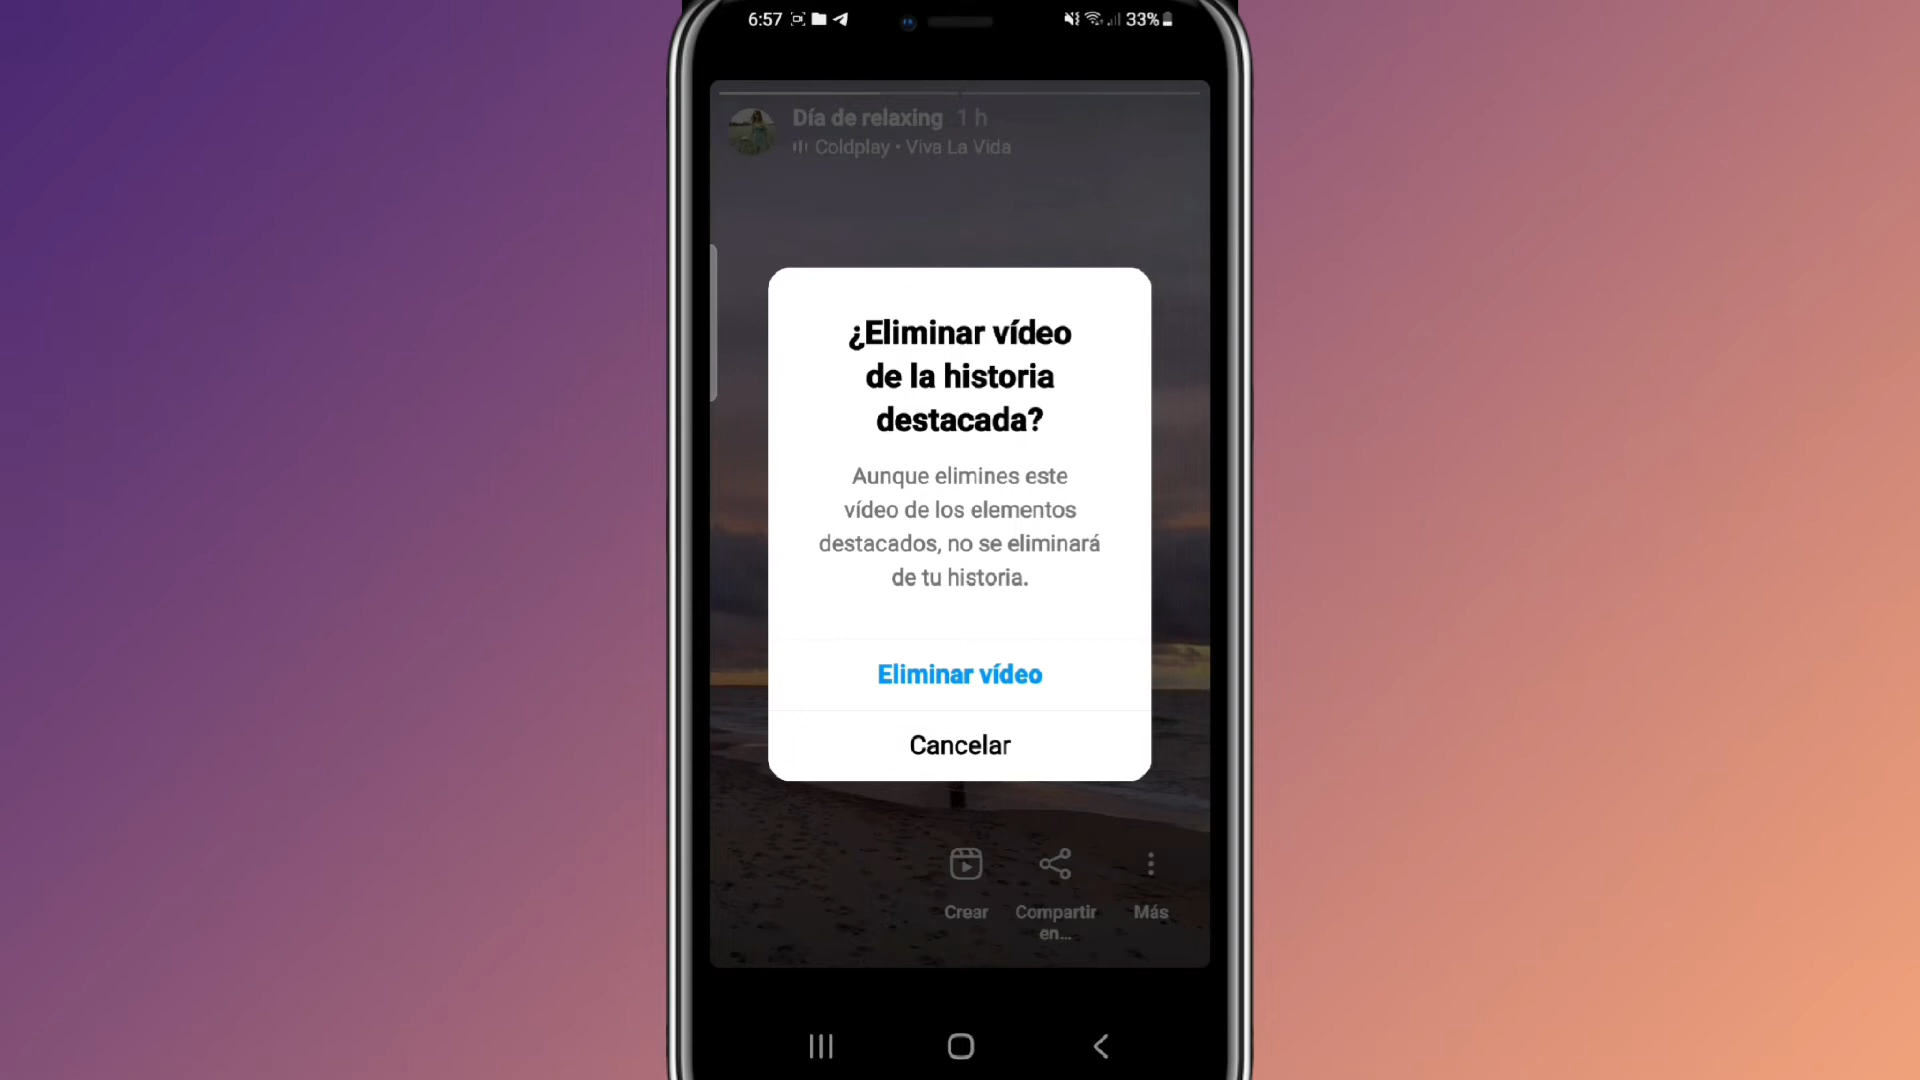 6:57
33%
Día de relaxing 1 h
Coldplay • Viva La Vida
¿Eliminar vídeo
de la historia
destacada?
Aunque elimines este
vídeo de los elementos
destacados, no se eliminará
de tu historia.
Eliminar vídeo
Cancelar
Crear
Compartir
en...
Más